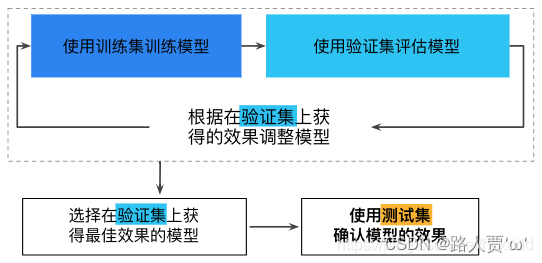 使用训练集训练模型
使用验证集评估模型
根据在验证集上获
得的效果调整模型
选择在验证集上获
得最佳效果的模型
使用测试集
确认模型的效果
CSDN @路人贾'ω'